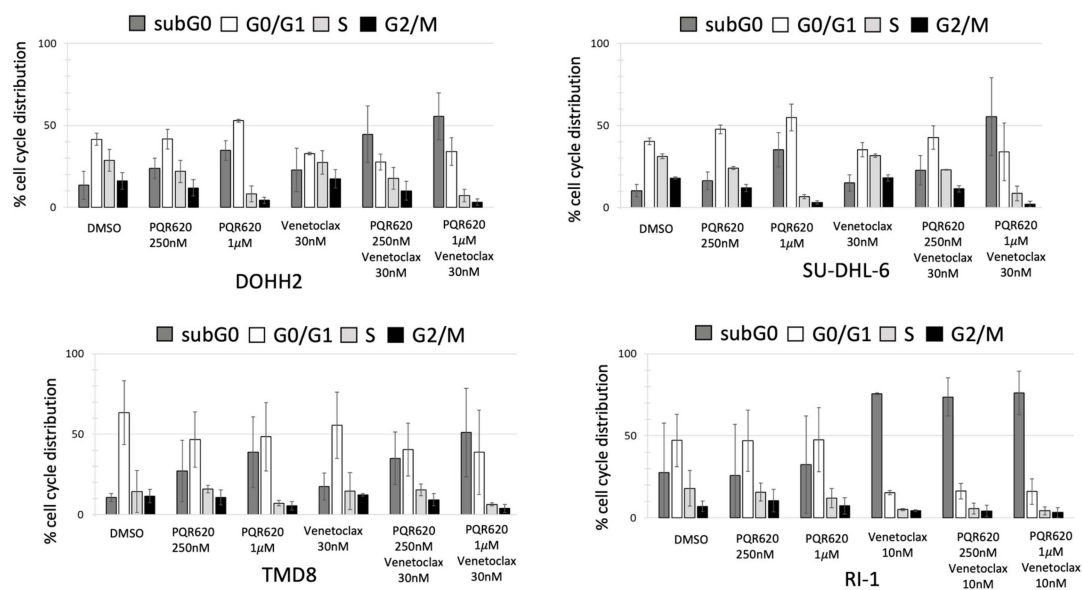 subG0 G0/G1 S G2/M
% cell cycle distribution
100
50
0
DMSO
PQR620
250nM
PQR620
1µM
Venetoclax
30nM
PQR620
250nM
Venetoclax
30nM
PQR620
1µM
Venetoclax
30nM
DOHH2
subG0 G0/G1 S G2/M
% cell cycle distribution
100
50
0
DMSO
PQR620
250nM
PQR620
1µM
Venetoclax
30nM
PQR620
250nM
Venetoclax
30nM
PQR620
1µM
Venetoclax
30nM
SU-DHL-6
subG0 G0/G1 S G2/M
% cell cycle distribution
100
50
0
DMSO
PQR620
250nM
PQR620
1µM
Venetoclax
30nM
PQR620
250nM
Venetoclax
30nM
PQR620
1µM
Venetoclax
30nM
TMD8
subG0 G0/G1 S G2/M
% cell cycle distribution
100
50
0
DMSO
PQR620
250nM
PQR620
1µM
Venetoclax
10nM
PQR620
250nM
Venetoclax
10nM
PQR620
1µM
Venetoclax
10nM
RI-1